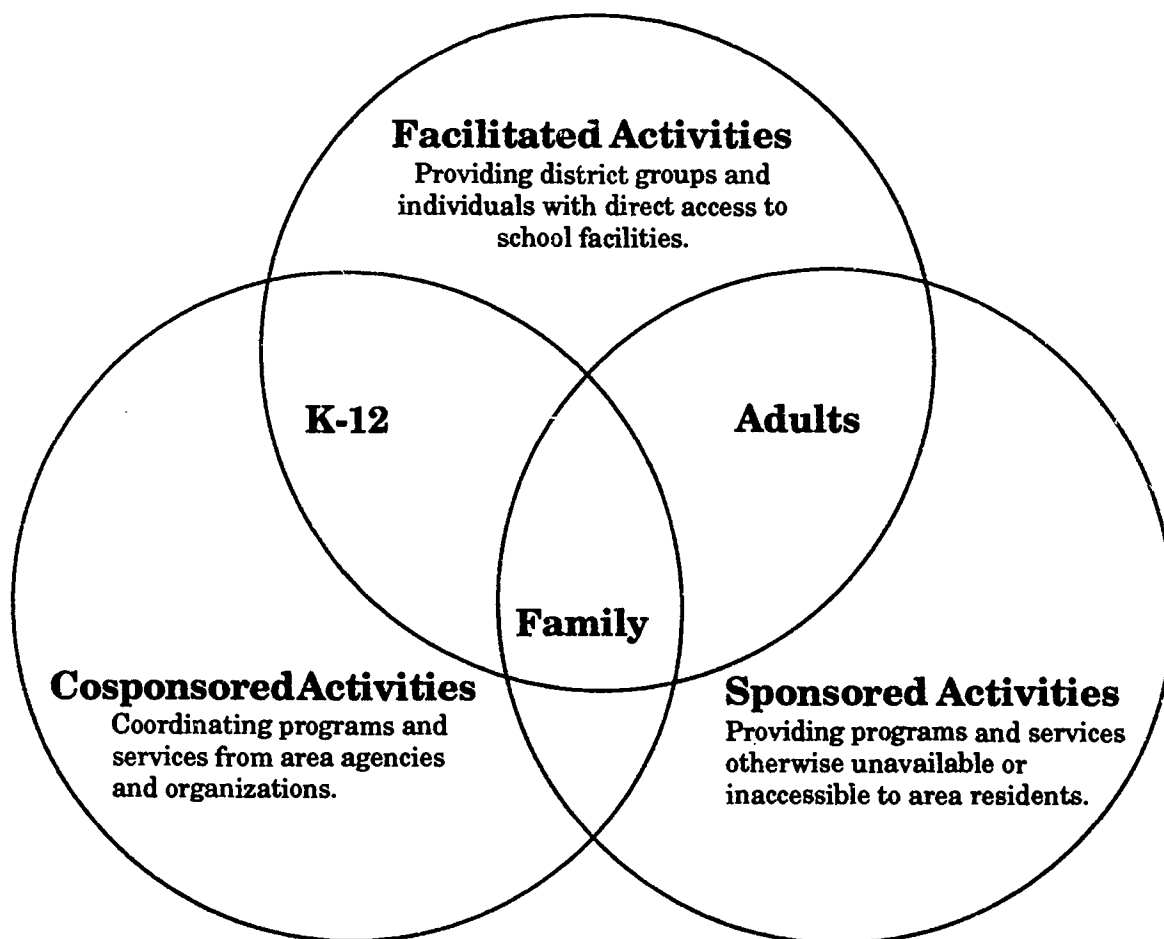 Facilitated Activities
Providing district groups and
individuals with direct access to
school facilities.
K-12
Adults
Family
Cosponsored Activities
Coordinating programs and
services from area agencies
and organizations.
Sponsored Activities
Providing programs and services
otherwise unavailable or
inaccessible to area residents.